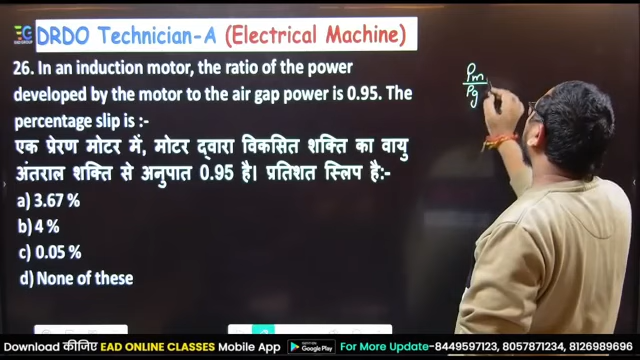 DRDO Technician-A (Electrical Machine)
26. In an induction motor, the ratio of the power
developed by the motor to the air gap power is 0.95. The
percentage slip is :-
एक प्रेरण मोटर में, मोटर द्वारा विकसित शक्ति का वायु
अंतराल शक्ति से अनुपात 0.95 है। प्रतिशत स्लिप है:-
a) 3.67 %
b) 4 %
c) 0.05 %
d) None of these
Pm
Pg
Download कीजिए EAD ONLINE CLASSES Mobile App Google Play For More Update-8449597123, 8057871234, 8126989696